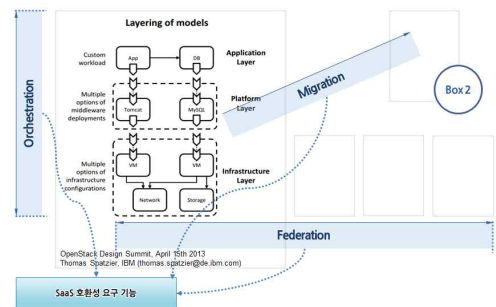 Layering of models
Custom
workload
App
DB
Application
Layer
Multiple
options of
middleware
deployments
Tomcat
MySQL
Platform
Layer
Multiple
options of
infrastructure
configurations
VM
VM
Infrastructure
Layer
Network
Storage
Orchestration
Migration
Box 2
Federation
OpenStack Design Summit, April 15th 2013
Thomas Spatzier, IBM (thomas.spatzier@de.ibm.com)
SaaS 호환성 요구 기능